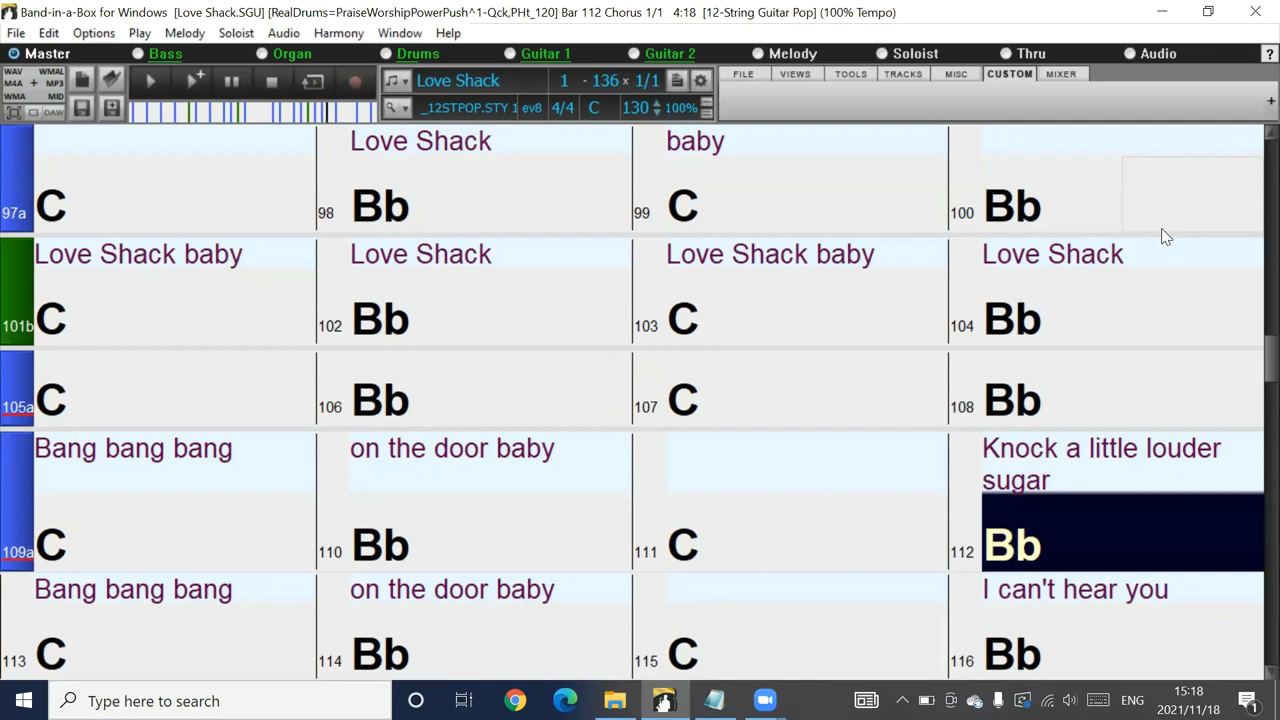 Band-in-a-Box for Windows [Love Shack.SGU] [RealDrums=PraiseWorshipPowerPush^1-Qck,PHt_120] Bar 112 Chorus 1/1 4:18 [12-String Guitar Pop] (100% Tempo)
File Edit Options Play Melody Soloist Audio Harmony Window Help
Master Bass Organ Drums Guitar 1 Guitar 2 Melody Soloist Thru Audio ?
WAV WMAL
M4A + MP3
WMA MID
DAW
Love Shack 1 - 136 x 1/1
_12STPOP.STY 1 ev8 4/4 C 130 100%
FILE VIEWS TOOLS TRACKS MISC CUSTOM MIXER
+
Love Shack baby
97a C 98 Bb 99 C 100 Bb
Love Shack baby Love Shack Love Shack baby Love Shack
101b C 102 Bb 103 C 104 Bb
105a C 106 Bb 107 C 108 Bb
Bang bang bang on the door baby Knock a little louder
sugar
109a C 110 Bb 111 C 112 Bb
Bang bang bang on the door baby I can't hear you
113 C 114 Bb 115 C 116 Bb
Type here to search
ENG
15:18
2021/11/18
1